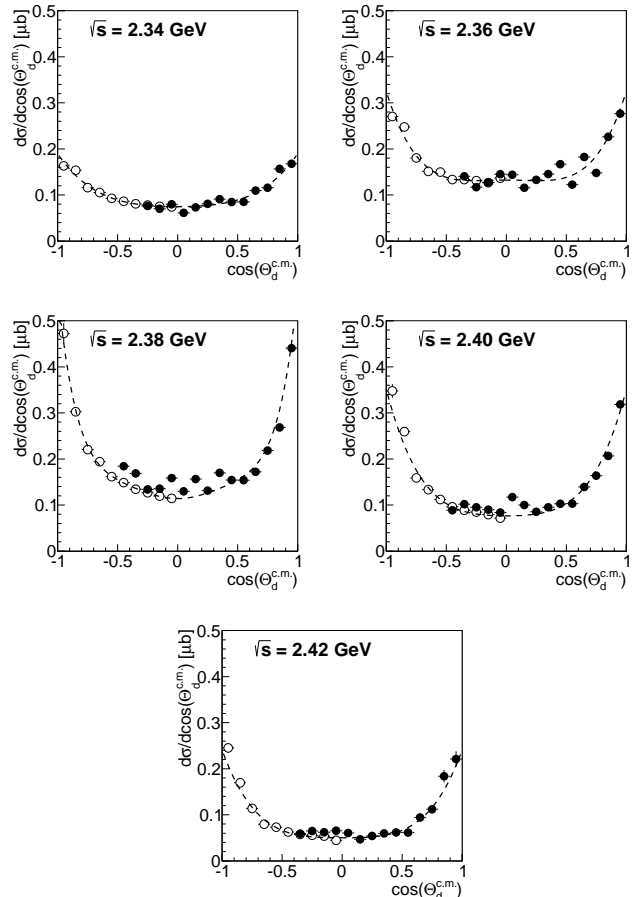 √s = 2.34 GeV
dσ/dcos(Θ_d^c.m.) [μb]
0.5
0.4
0.3
0.2
0.1
0
-1 -0.5 0 0.5 1
cos(Θ_d^c.m.)
√s = 2.36 GeV
dσ/dcos(Θ_d^c.m.) [μb]
0.5
0.4
0.3
0.2
0.1
0
-1 -0.5 0 0.5 1
cos(Θ_d^c.m.)
√s = 2.38 GeV
dσ/dcos(Θ_d^c.m.) [μb]
0.5
0.4
0.3
0.2
0.1
0
-1 -0.5 0 0.5 1
cos(Θ_d^c.m.)
√s = 2.40 GeV
dσ/dcos(Θ_d^c.m.) [μb]
0.5
0.4
0.3
0.2
0.1
0
-1 -0.5 0 0.5 1
cos(Θ_d^c.m.)
√s = 2.42 GeV
dσ/dcos(Θ_d^c.m.) [μb]
0.5
0.4
0.3
0.2
0.1
0
-1 -0.5 0 0.5 1
cos(Θ_d^c.m.)